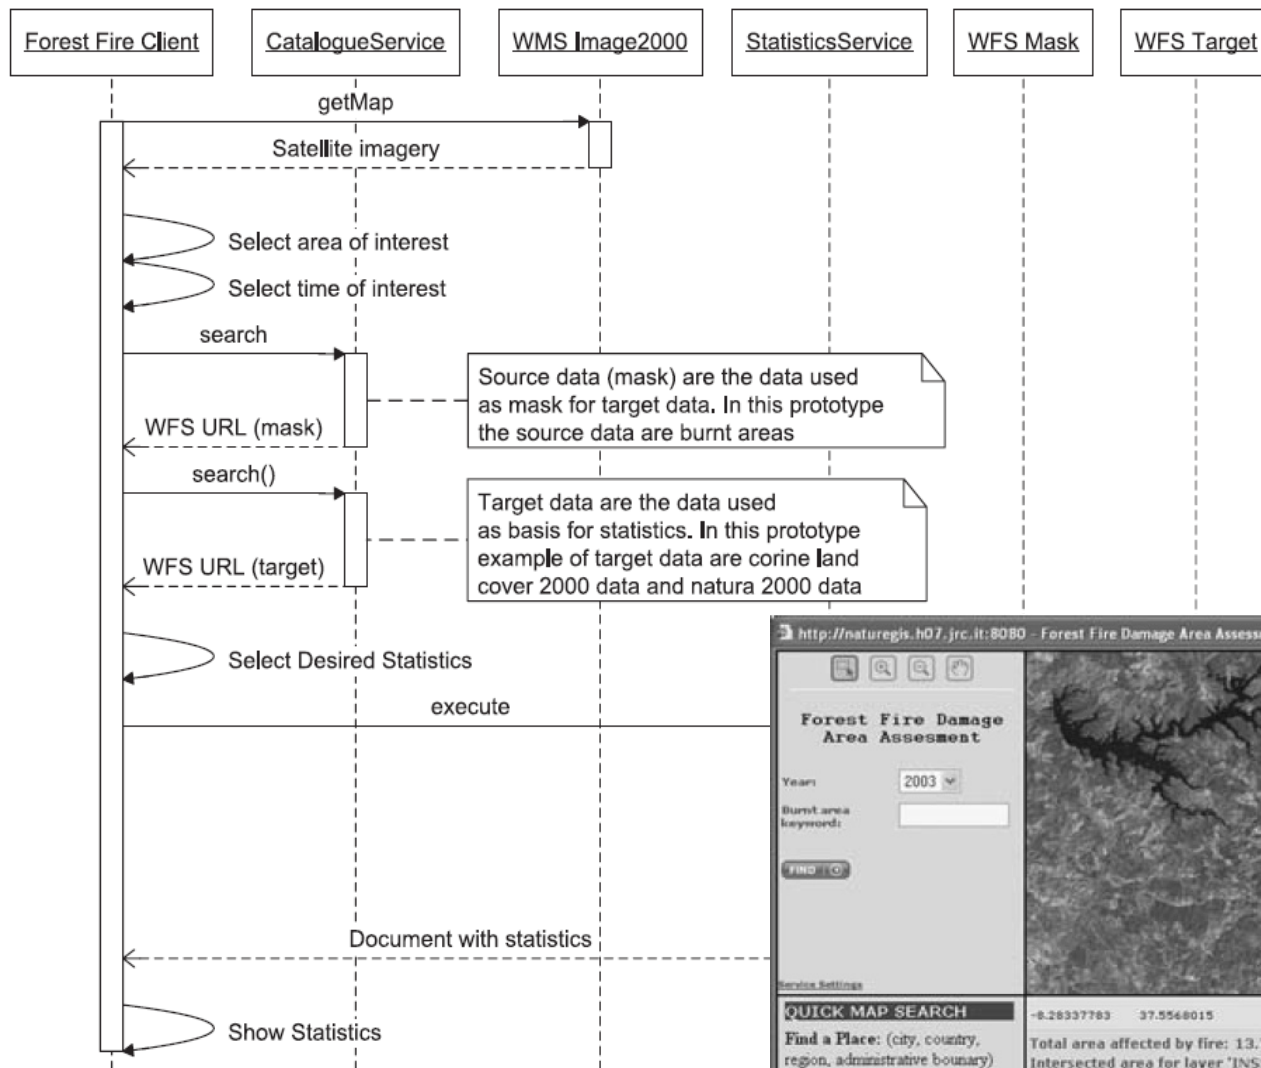 Forest Fire Client
CatalogueService
WMS Image2000
StatisticsService
WFS Mask
WFS Target
getMap
Satellite imagery
Select area of interest
Select time of interest
search
Source data (mask) are the data used
as mask for target data. In this prototype
the source data are burnt areas
WFS URL (mask)
search()
Target data are the data used
as basis for statistics. In this prototype
example of target data are corine land
cover 2000 data and natura 2000 data
WFS URL (target)
Select Desired Statistics
execute
Document with statistics
Show Statistics
http://naturegis.h07.jrc.it:8080 - Forest Fire Damage Area Assess
Forest Fire Damage
Area Assesment
Year:
2003
Burnt area
keyword:
FIND
Service Settings
QUICK MAP SEARCH
Find a Place: (city, country,
region, administrative bounary)
-8.28337783 37.5568015
Total area affected by fire: 13.
Intersected area for layer 'INS